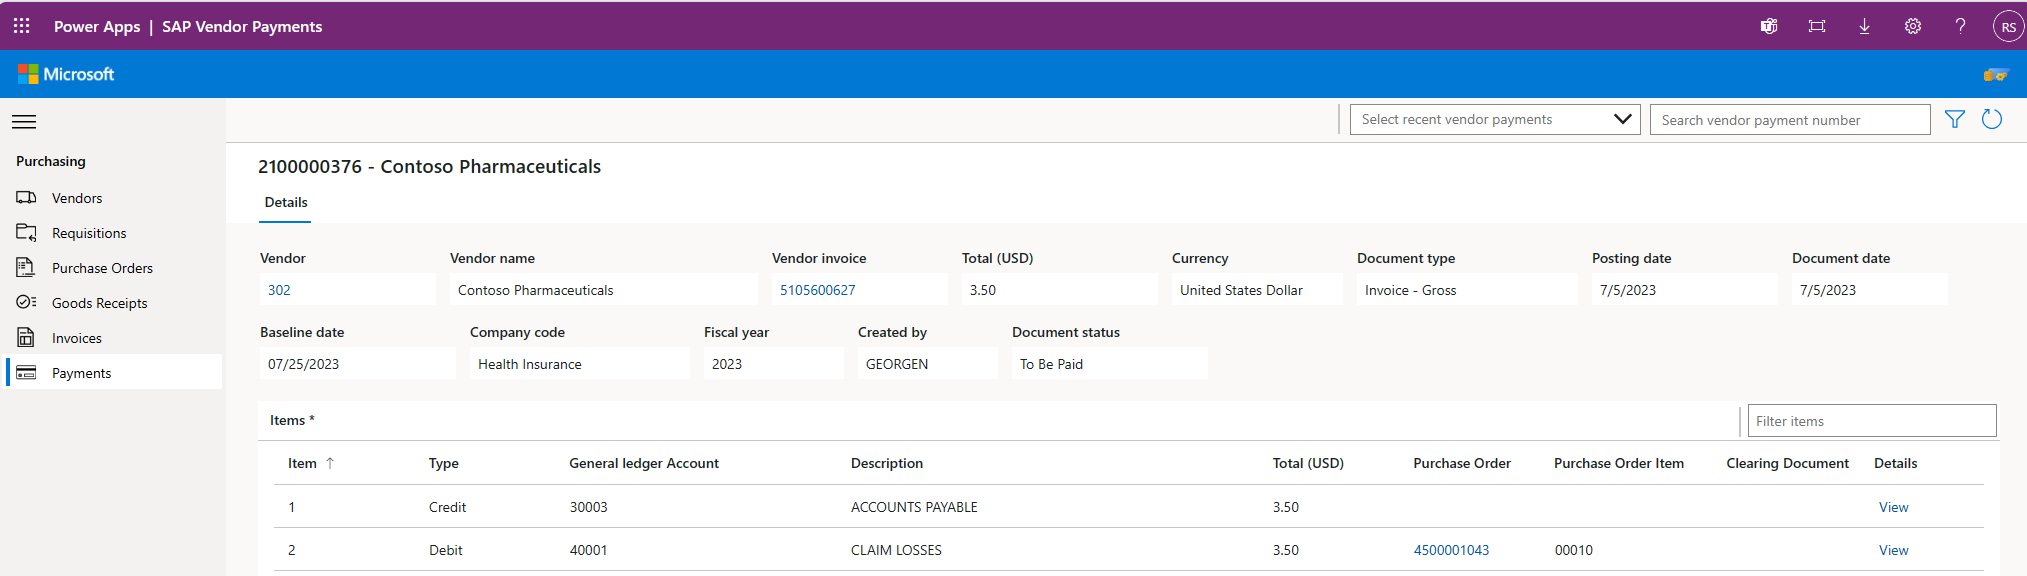 Power Apps | SAP Vendor Payments
RS
Microsoft
Select recent vendor payments
Search vendor payment number
Purchasing
Vendors
Requisitions
Purchase Orders
Goods Receipts
Invoices
Payments
2100000376 - Contoso Pharmaceuticals
Details
Vendor Vendor name Vendor invoice Total (USD) Currency Document type Posting date Document date
302 Contoso Pharmaceuticals 5105600627 3.50 United States Dollar Invoice - Gross 7/5/2023 7/5/2023
Baseline date Company code Fiscal year Created by Document status
07/25/2023 Health Insurance 2023 GEORGEN To Be Paid
Items * Filter items
Item ↑ Type General ledger Account Description Total (USD) Purchase Order Purchase Order Item Clearing Document Details
1 Credit 30003 ACCOUNTS PAYABLE 3.50 View
2 Debit 40001 CLAIM LOSSES 3.50 4500001043 00010 View